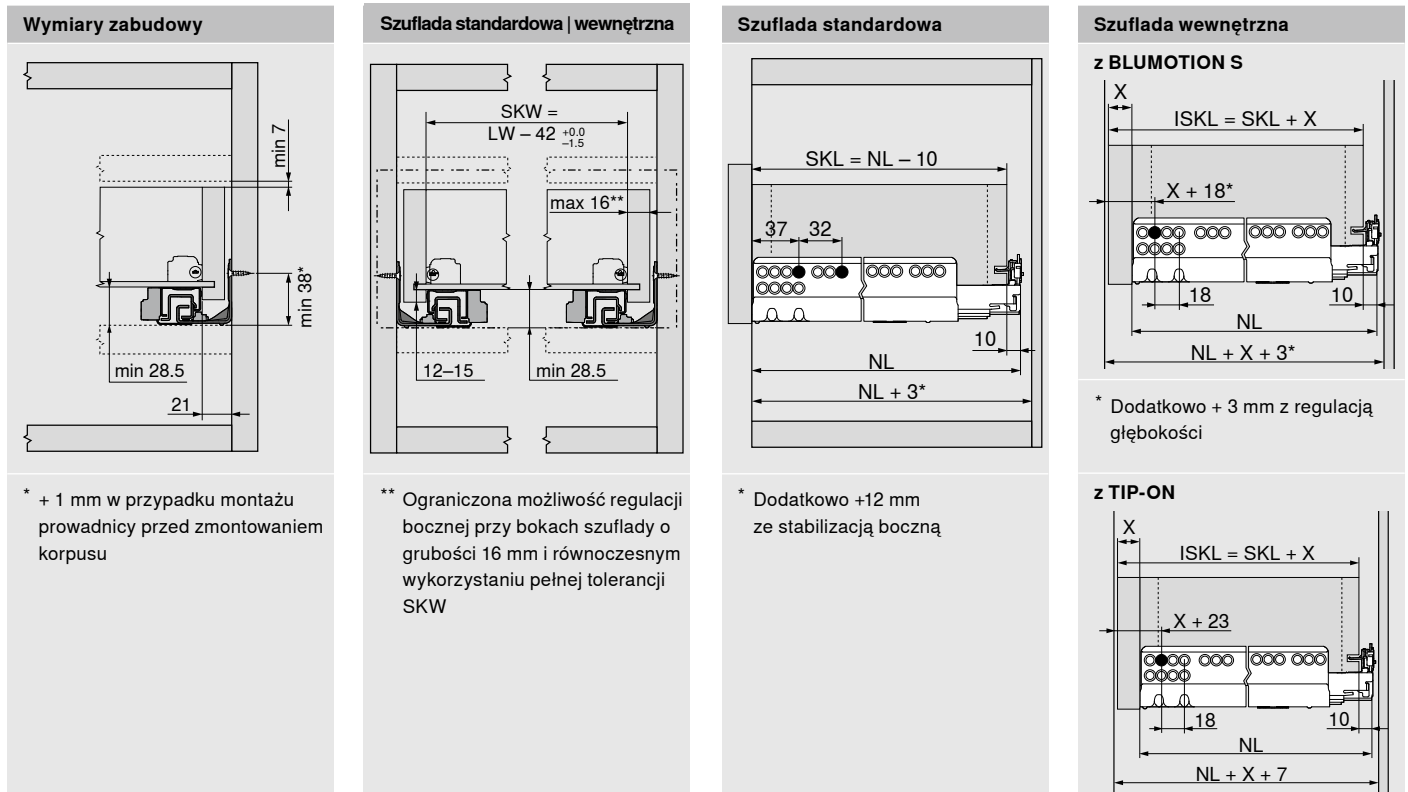 Wymiary zabudowy
min 7
min 38*
min 28.5
21
* + 1 mm w przypadku montażu
prowadnicy przed zmontowaniem
korpusu
Szuflada standardowa | wewnętrzna
SKW =
LW – 42 +0.0 –1.5
max 16**
12–15
min 28.5
** Ograniczona możliwość regulacji
bocznej przy bokach szuflady o
grubości 16 mm i równoczesnym
wykorzystaniu pełnej tolerancji
SKW
Szuflada standardowa
SKL = NL – 10
37
32
10
NL
NL + 3*
* Dodatkowo +12 mm
ze stabilizacją boczną
Szuflada wewnętrzna
z BLUMOTION S
X
ISKL = SKL + X
X + 18*
18
10
NL
NL + X + 3*
* Dodatkowo + 3 mm z regulacją
głębokości
z TIP-ON
X
ISKL = SKL + X
X + 23
18
10
NL
NL + X + 7